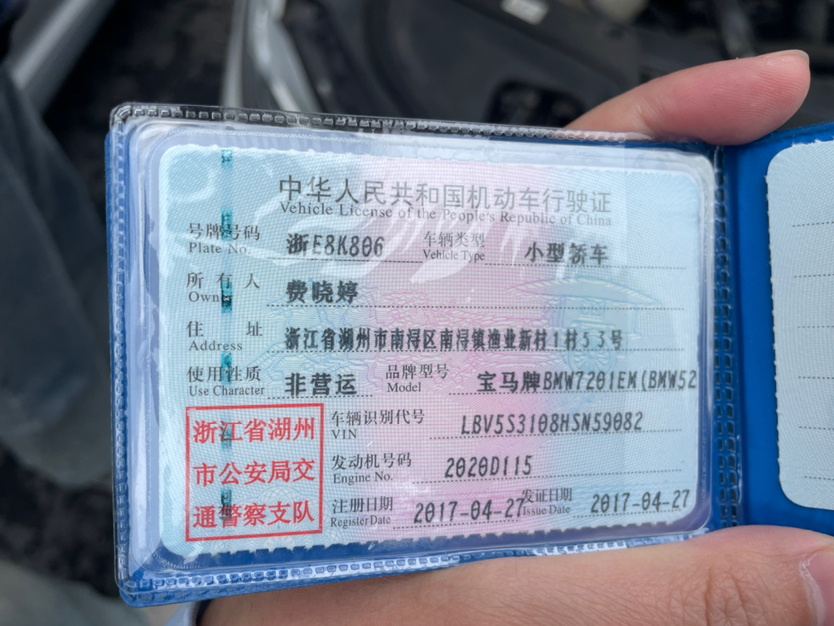 中华人民共和国机动车行驶证
Vehicle License of the People's Republic of China
号牌号码 Plate No. 浙E8K806 车辆类型 Vehicle Type 小型轿车
所有人 Owner 费晓婷
住址 Address 浙江省湖州市南浔区南浔镇渔业新村1村53号
使用性质 Use Character 非营运 品牌型号 Model 宝马牌BMW7201EM(BMW52
车辆识别代号 VIN LBV5S3108HSN59082
发动机号码 Engine No. 2020D115
注册日期 Register Date 2017-04-27 发证日期 Issue Date 2017-04-27
浙江省湖州
市公安局交
通警察支队